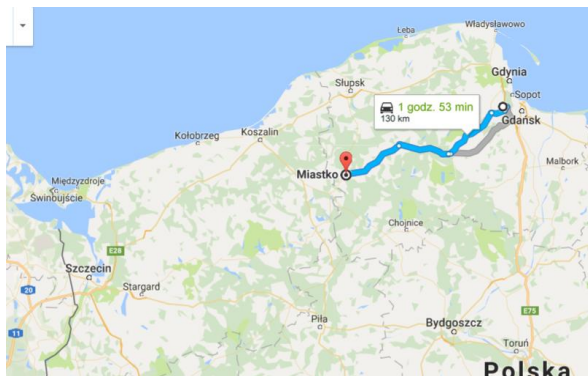 Władysławowo
Łeba
Gdynia
Sopot
Gdańsk
Słupsk
1 godz. 53 min
130 km
Koszalin
Kołobrzeg
Malbork
Miastko
Międzyzdroje
Świnoujście
Chojnice
E28
Szczecin
20
Stargard
E75
Piła
Bydgoszcz
11
Toruń
Polska